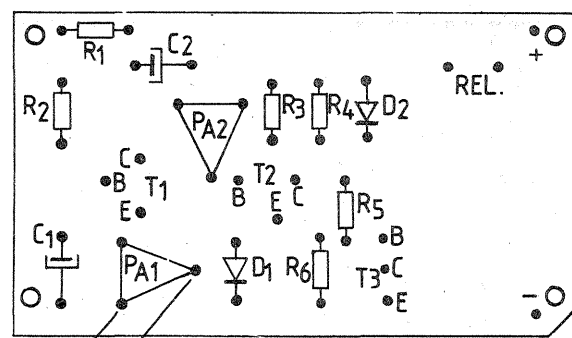 R1
C2
+
REL.
R2
PA2
R3
R4
D2
C
B
T1
E
B
T2
C
E
R5
C1
PA1
D1
R6
B
T3
C
E
-